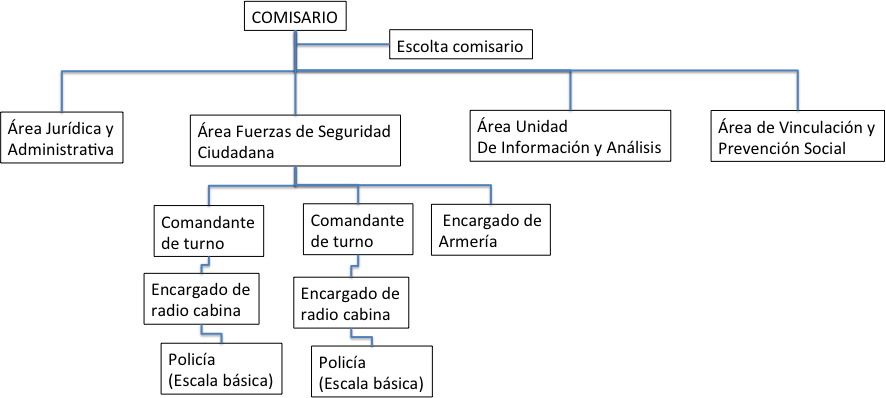 COMISARIO
Escolta comisario
Área Jurídica y
Administrativa
Área Fuerzas de Seguridad
Ciudadana
Área Unidad
De Información y Análisis
Área de Vinculación y
Prevención Social
Comandante
de turno
Comandante
de turno
Encargado de
Armería
Encargado de
radio cabina
Encargado de
radio cabina
Policía
(Escala básica)
Policía
(Escala básica)